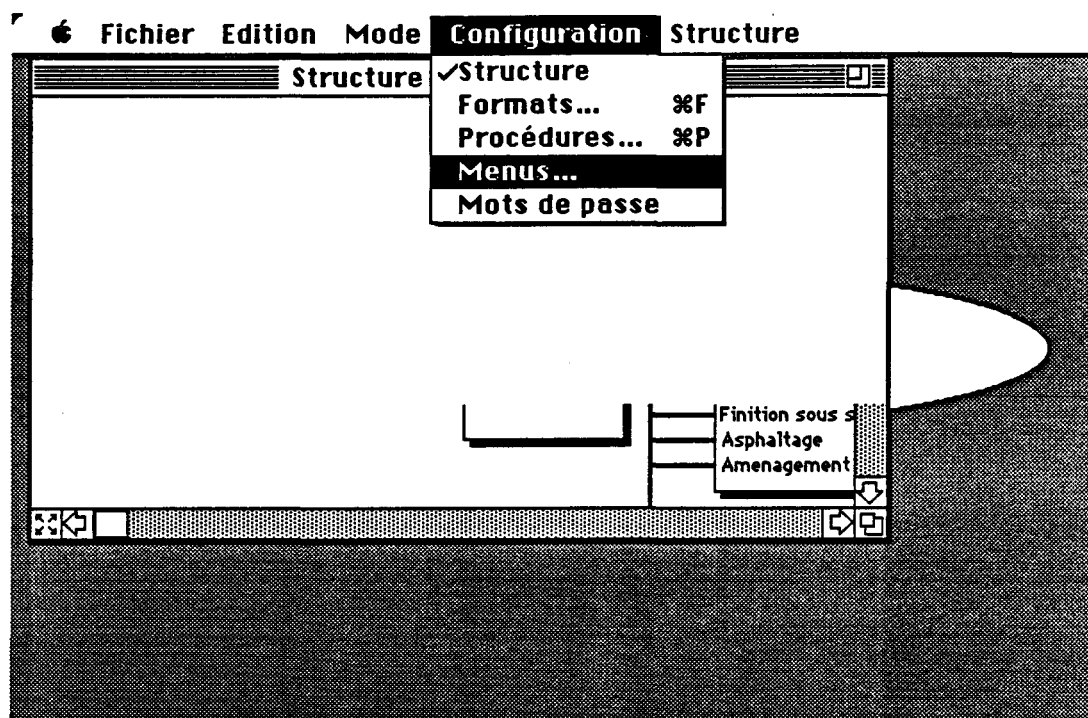 Fichier Edition Mode Configuration Structure
Structure
✓Structure
Formats... ⌘F
Procédures... ⌘P
Menus...
Mots de passe
Finition sous s
Asphaltage
Amenagement